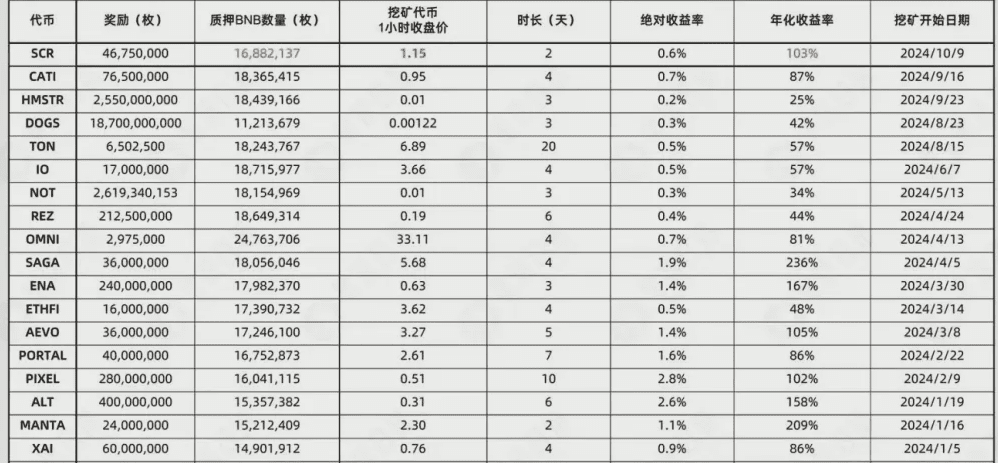 代币 奖励（枚） 质押BNB数量（枚） 挖矿代币 1小时收盘价 时长（天） 绝对收益率 年化收益率 挖矿开始日期
SCR 46,750,000 16,882,137 1.15 2 0.6% 103% 2024/10/9
CATI 76,500,000 18,365,415 0.95 4 0.7% 87% 2024/9/16
HMSTR 2,550,000,000 18,439,166 0.01 3 0.2% 25% 2024/9/23
DOGS 18,700,000,000 11,213,679 0.00122 3 0.3% 42% 2024/8/23
TON 6,502,500 18,243,767 6.89 20 0.5% 57% 2024/8/15
IO 17,000,000 18,715,977 3.66 4 0.5% 57% 2024/6/7
NOT 2,619,340,153 18,154,969 0.01 3 0.3% 34% 2024/5/13
REZ 212,500,000 18,649,314 0.19 6 0.4% 44% 2024/4/24
OMNI 2,975,000 24,763,706 33.11 4 0.7% 81% 2024/4/13
SAGA 36,000,000 18,056,046 5.68 4 1.9% 236% 2024/4/5
ENA 240,000,000 17,982,370 0.63 3 1.4% 167% 2024/3/30
ETHFI 16,000,000 17,390,732 3.62 4 0.5% 48% 2024/3/14
AEVO 36,000,000 17,246,100 3.27 5 1.4% 105% 2024/3/8
PORTAL 40,000,000 16,752,873 2.61 7 1.6% 86% 2024/2/22
PIXEL 280,000,000 16,041,115 0.51 10 2.8% 102% 2024/2/9
ALT 400,000,000 15,357,382 0.31 6 2.6% 158% 2024/1/19
MANTA 24,000,000 15,212,409 2.30 2 1.1% 209% 2024/1/16
XAI 60,000,000 14,901,912 0.76 4 0.9% 86% 2024/1/5